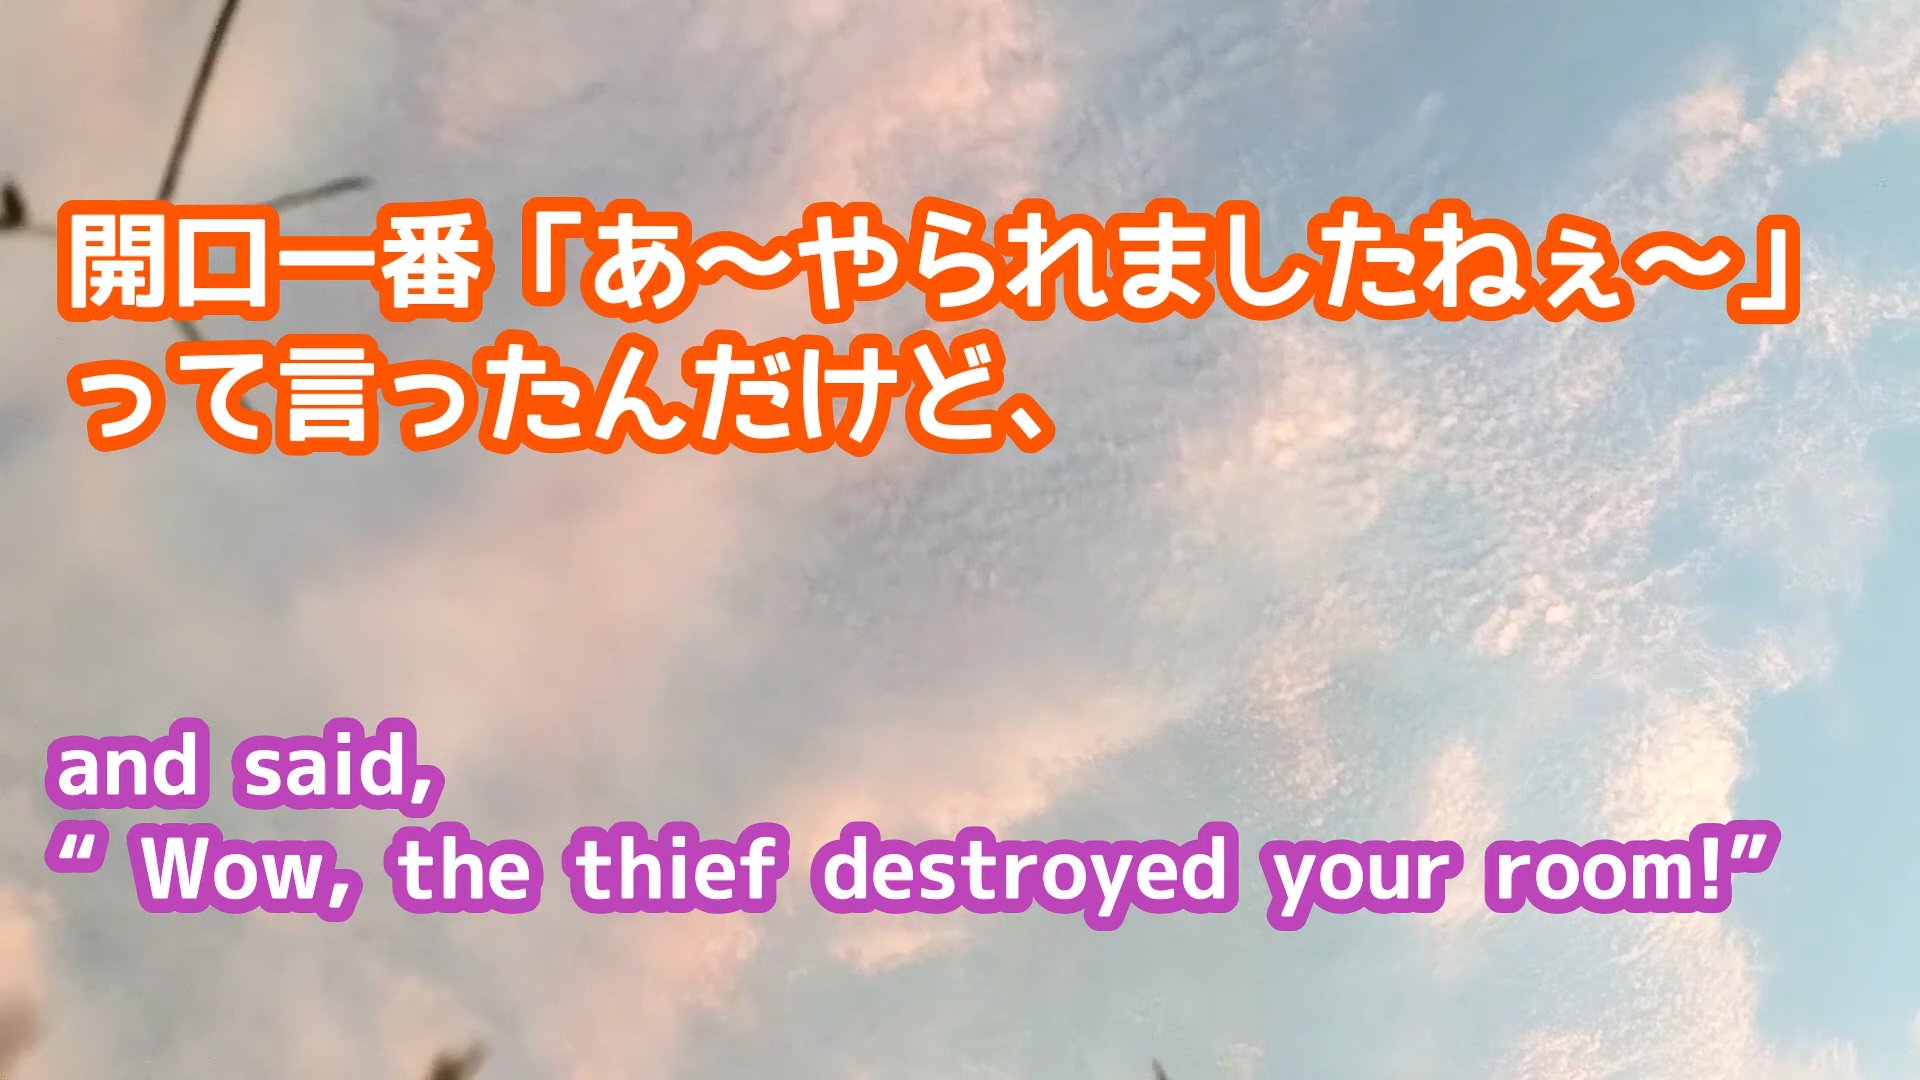 開口一番「あ～やられましたねぇ～」
って言ったんだけど、
and said,
“ Wow, the thief destroyed your room!”